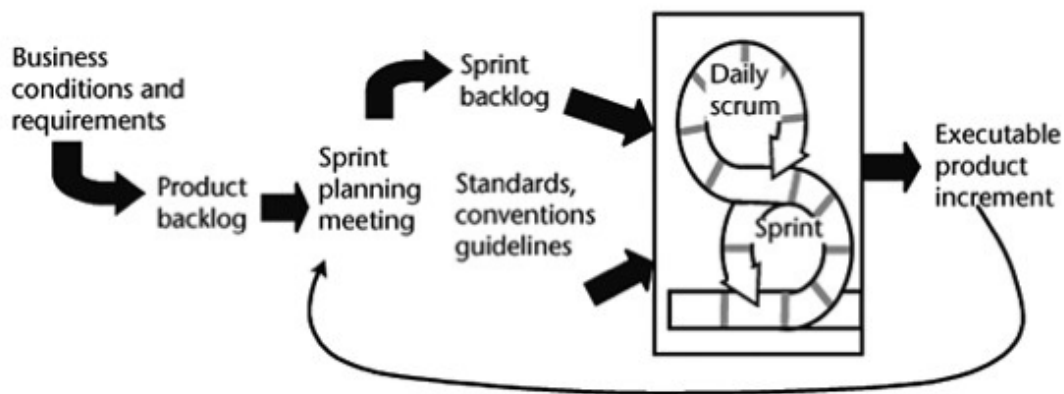 Business
conditions and
requirements
Product
backlog
Sprint
planning
meeting
Sprint
backlog
Standards,
conventions
guidelines
Daily
scrum
Sprint
Executable
product
increment